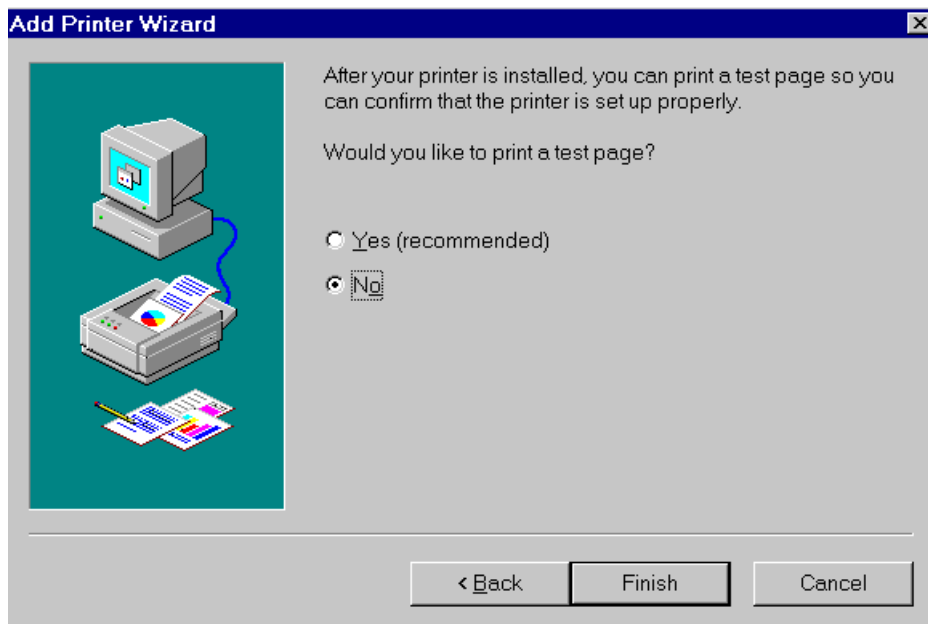 Add Printer Wizard
After your printer is installed, you can print a test page so you
can confirm that the printer is set up properly.
Would you like to print a test page?
Yes (recommended)
No
< Back
Finish
Cancel